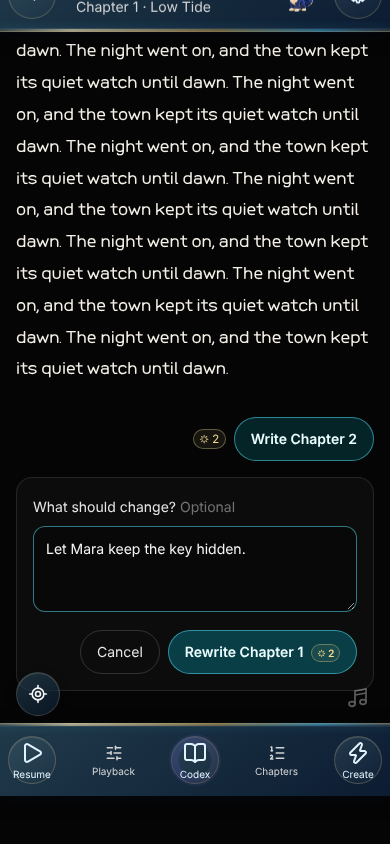 Chapter 1 · Low Tide
dawn. The night went on, and the town kept
its quiet watch until dawn. The night went
on, and the town kept its quiet watch until
dawn. The night went on, and the town kept
its quiet watch until dawn. The night went
on, and the town kept its quiet watch until
dawn. The night went on, and the town kept
its quiet watch until dawn. The night went
on, and the town kept its quiet watch until
dawn. The night went on, and the town kept
its quiet watch until dawn.
2 Write Chapter 2
What should change? Optional
Let Mara keep the key hidden.
Cancel Rewrite Chapter 1 2
Resume Playback Codex Chapters Create